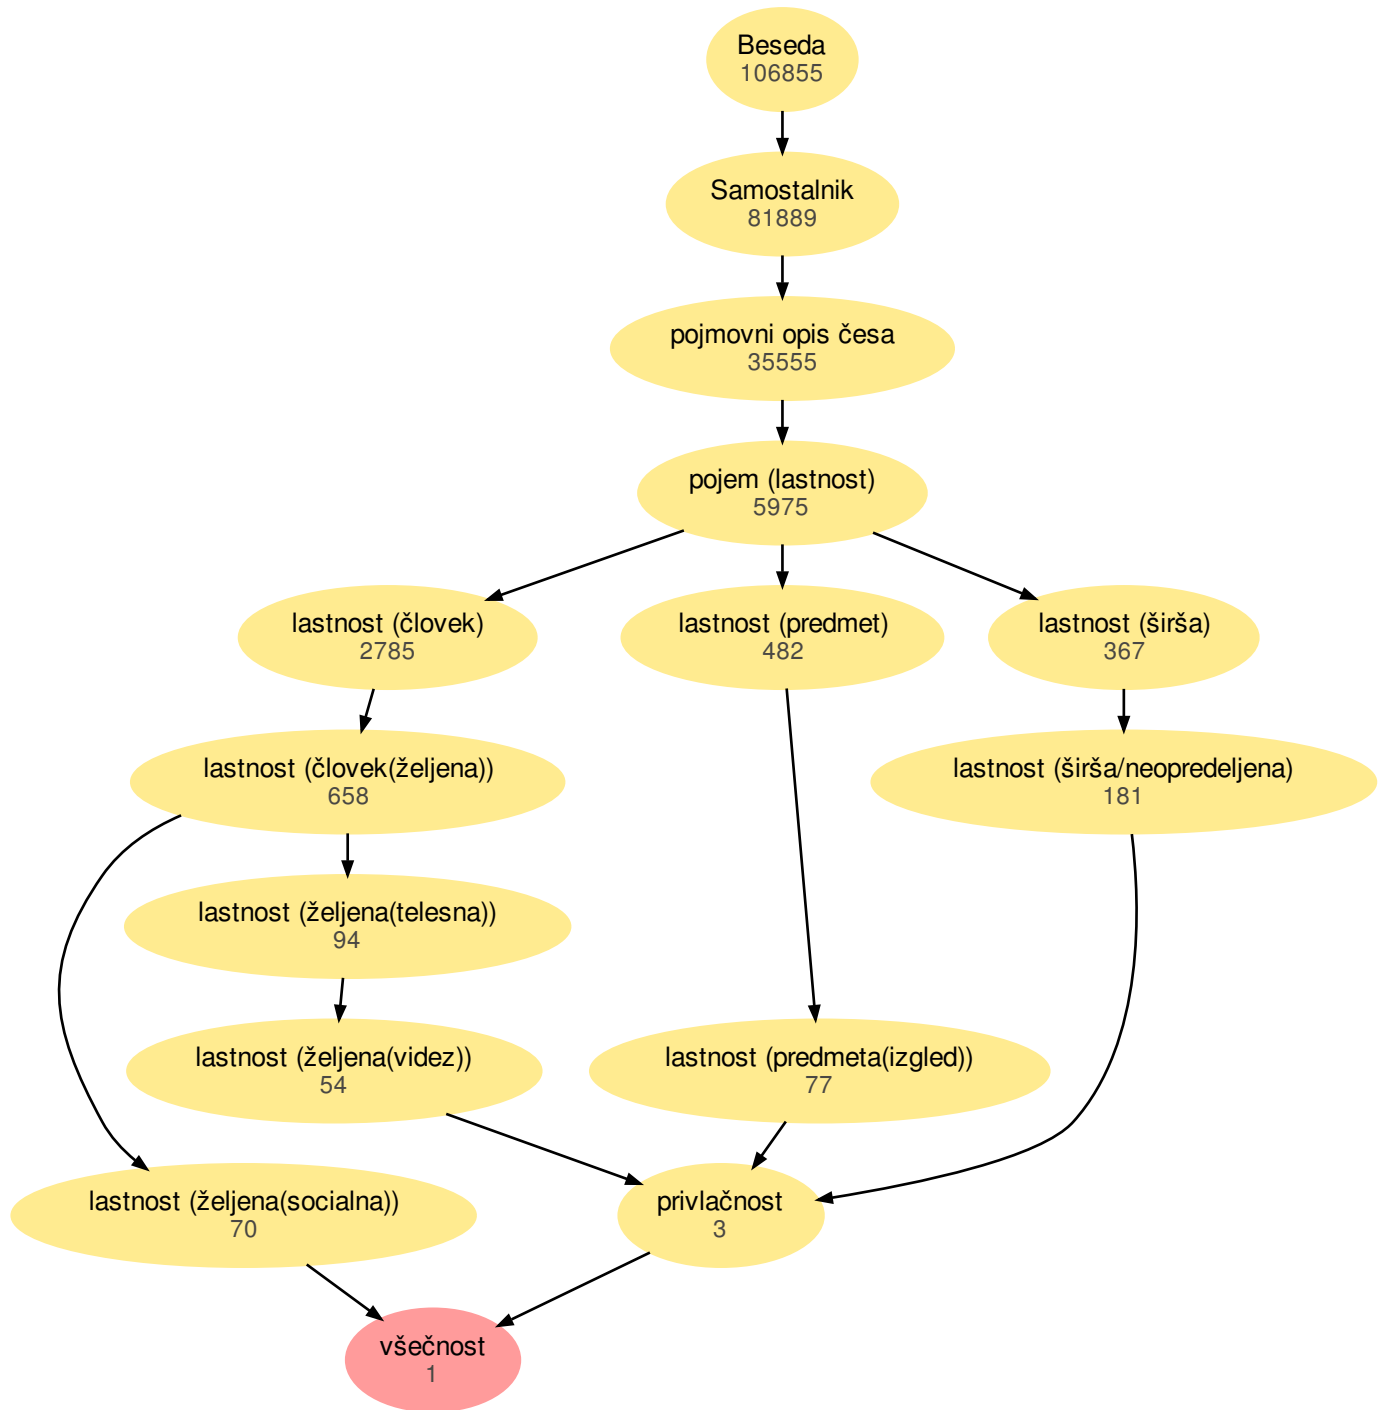 Beseda
106855
Samostalnik
81889
pojmovni opis česa
35555
pojem (lastnost)
5975
lastnost (človek)
2785
lastnost (predmet)
482
lastnost (širša)
367
lastnost (človek(željena))
658
lastnost (širša/neopredeljena)
181
lastnost (željena(telesna))
94
lastnost (željena(videz))
54
lastnost (predmeta(izgled))
77
lastnost (željena(socialna))
70
privlačnost
3
všečnost
1